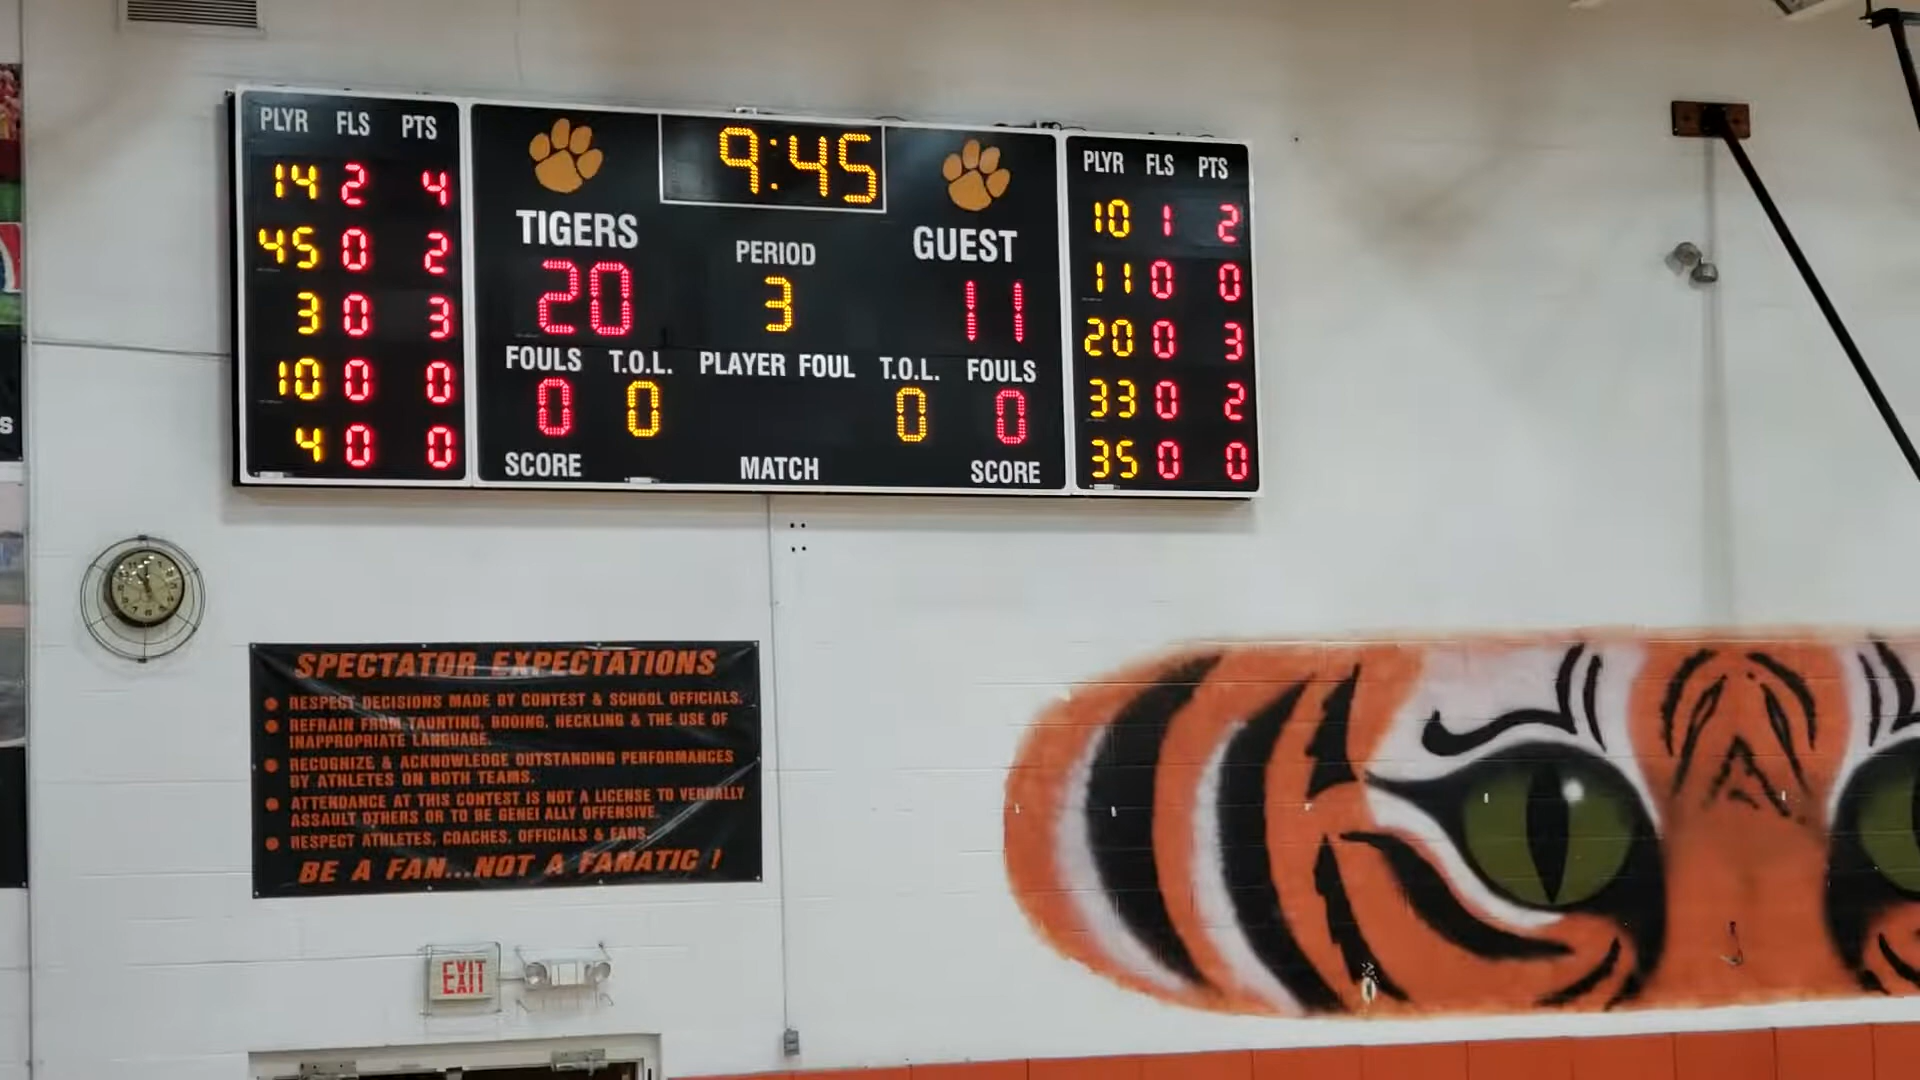 PLYR FLS PTS
14 2 4
45 0 2
3 0 3
10 0 0
4 0 0
9:45
TIGERS PERIOD GUEST
20 3 11
FOULS T.O.L. PLAYER FOUL T.O.L. FOULS
0 0 0 0
SCORE MATCH SCORE
PLYR FLS PTS
10 1 2
11 0 0
20 0 3
33 0 2
35 0 0
S
SPECTATOR EXPECTATIONS
RESPECT DECISIONS MADE BY CONTEST & SCHOOL OFFICIALS.
REFRAIN FROM TAUNTING, BOOING, HECKLING & THE USE OF
INAPPROPRIATE LANGUAGE.
RECOGNIZE & ACKNOWLEDGE OUTSTANDING PERFORMANCES
BY ATHLETES ON BOTH TEAMS.
ATTENDANCE AT THIS CONTEST IS NOT A LICENSE TO VERBALLY
ASSAULT OTHERS OR TO BE GENERALLY OFFENSIVE.
RESPECT ATHLETES, COACHES, OFFICIALS & FANS.
BE A FAN...NOT A FANATIC !
EXIT